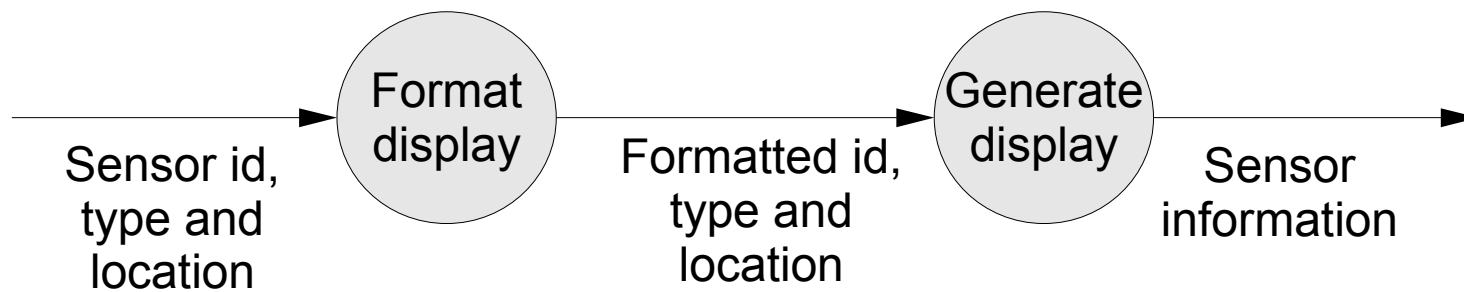 Format
display
Generate
display
Sensor id,
type and
location
Formatted id,
type and
location
Sensor
information